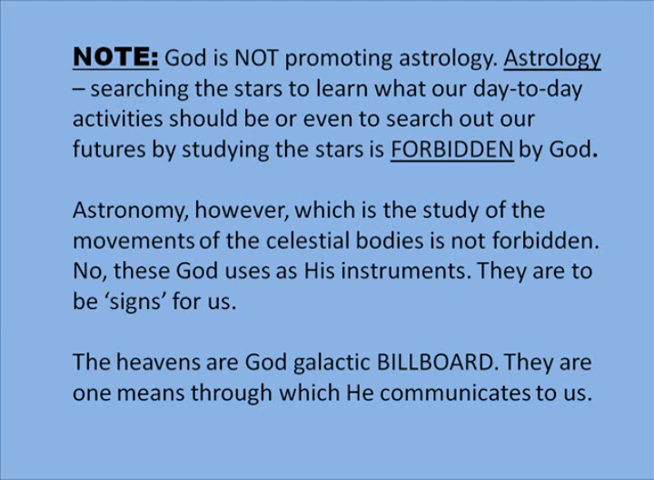 NOTE: God is NOT promoting astrology. Astrology
– searching the stars to learn what our day-to-day
activities should be or even to search out our
futures by studying the stars is FORBIDDEN by God.
Astronomy, however, which is the study of the
movements of the celestial bodies is not forbidden.
No, these God uses as His instruments. They are to
be ‘signs’ for us.
The heavens are God galactic BILLBOARD. They are
one means through which He communicates to us.